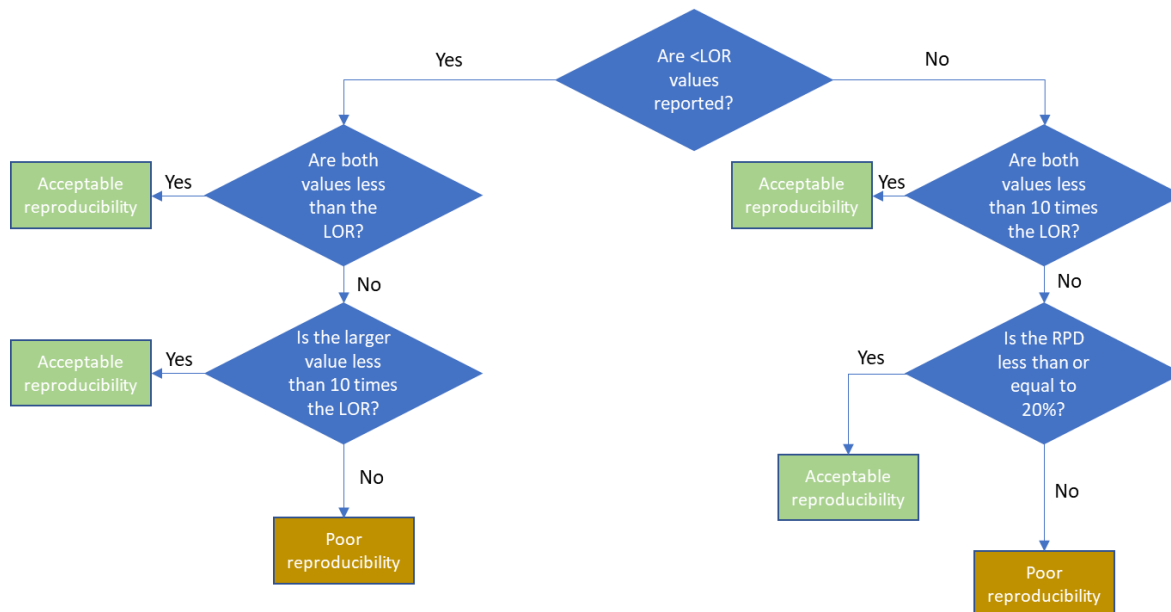 Are <LOR
values
reported?
Yes
No
Are both
values less
than the
LOR?
Yes
Acceptable
reproducibility
No
Is the larger
value less
than 10 times
the LOR?
Yes
Acceptable
reproducibility
No
Poor
reproducibility
Are both
values less
than 10 times
the LOR?
Yes
Acceptable
reproducibility
No
Is the RPD
less than or
equal to
20%?
Yes
Acceptable
reproducibility
No
Poor
reproducibility